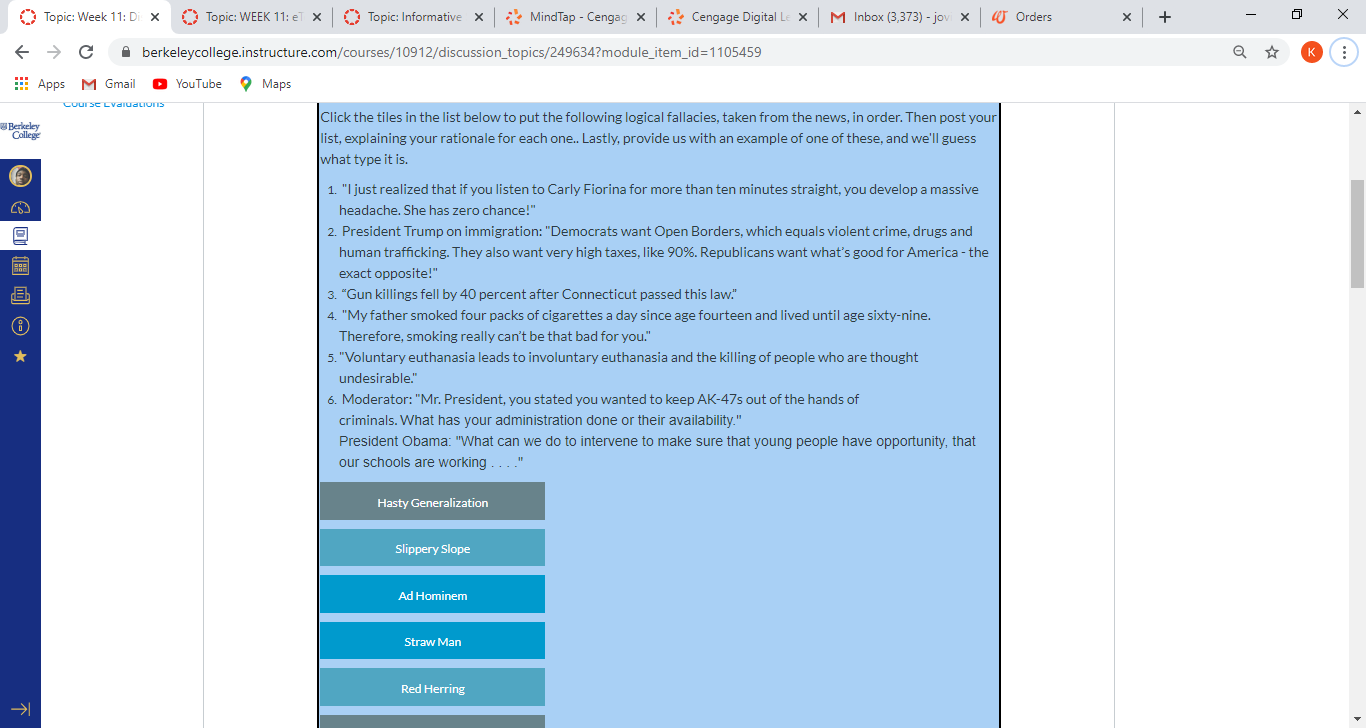 Topic: Week 11: Di
Topic: WEEK 11: eT
Topic: Informative
MindTap - Cengag
Cengage Digital Le
Inbox (3,373) - jov
Orders
berkeleycollege.instructure.com/courses/10912/discussion_topics/249634?module_item_id=1105459
K
Apps
Gmail
YouTube
Maps
Course Evaluations
Berkeley
College
Click the tiles in the list below to put the following logical fallacies, taken from the news, in order. Then post your
list, explaining your rationale for each one.. Lastly, provide us with an example of one of these, and we'll guess
what type it is.
1. "I just realized that if you listen to Carly Fiorina for more than ten minutes straight, you develop a massive
headache. She has zero chance!"
2. President Trump on immigration: "Democrats want Open Borders, which equals violent crime, drugs and
human trafficking. They also want very high taxes, like 90%. Republicans want what's good for America - the
exact opposite!"
3. “Gun killings fell by 40 percent after Connecticut passed this law.”
4. "My father smoked four packs of cigarettes a day since age fourteen and lived until age sixty-nine.
Therefore, smoking really can't be that bad for you."
5. "Voluntary euthanasia leads to involuntary euthanasia and the killing of people who are thought
undesirable."
6. Moderator: "Mr. President, you stated you wanted to keep AK-47s out of the hands of
criminals. What has your administration done or their availability."
President Obama: "What can we do to intervene to make sure that young people have opportunity, that
our schools are working . . . ."
Hasty Generalization
Slippery Slope
Ad Hominem
Straw Man
Red Herring